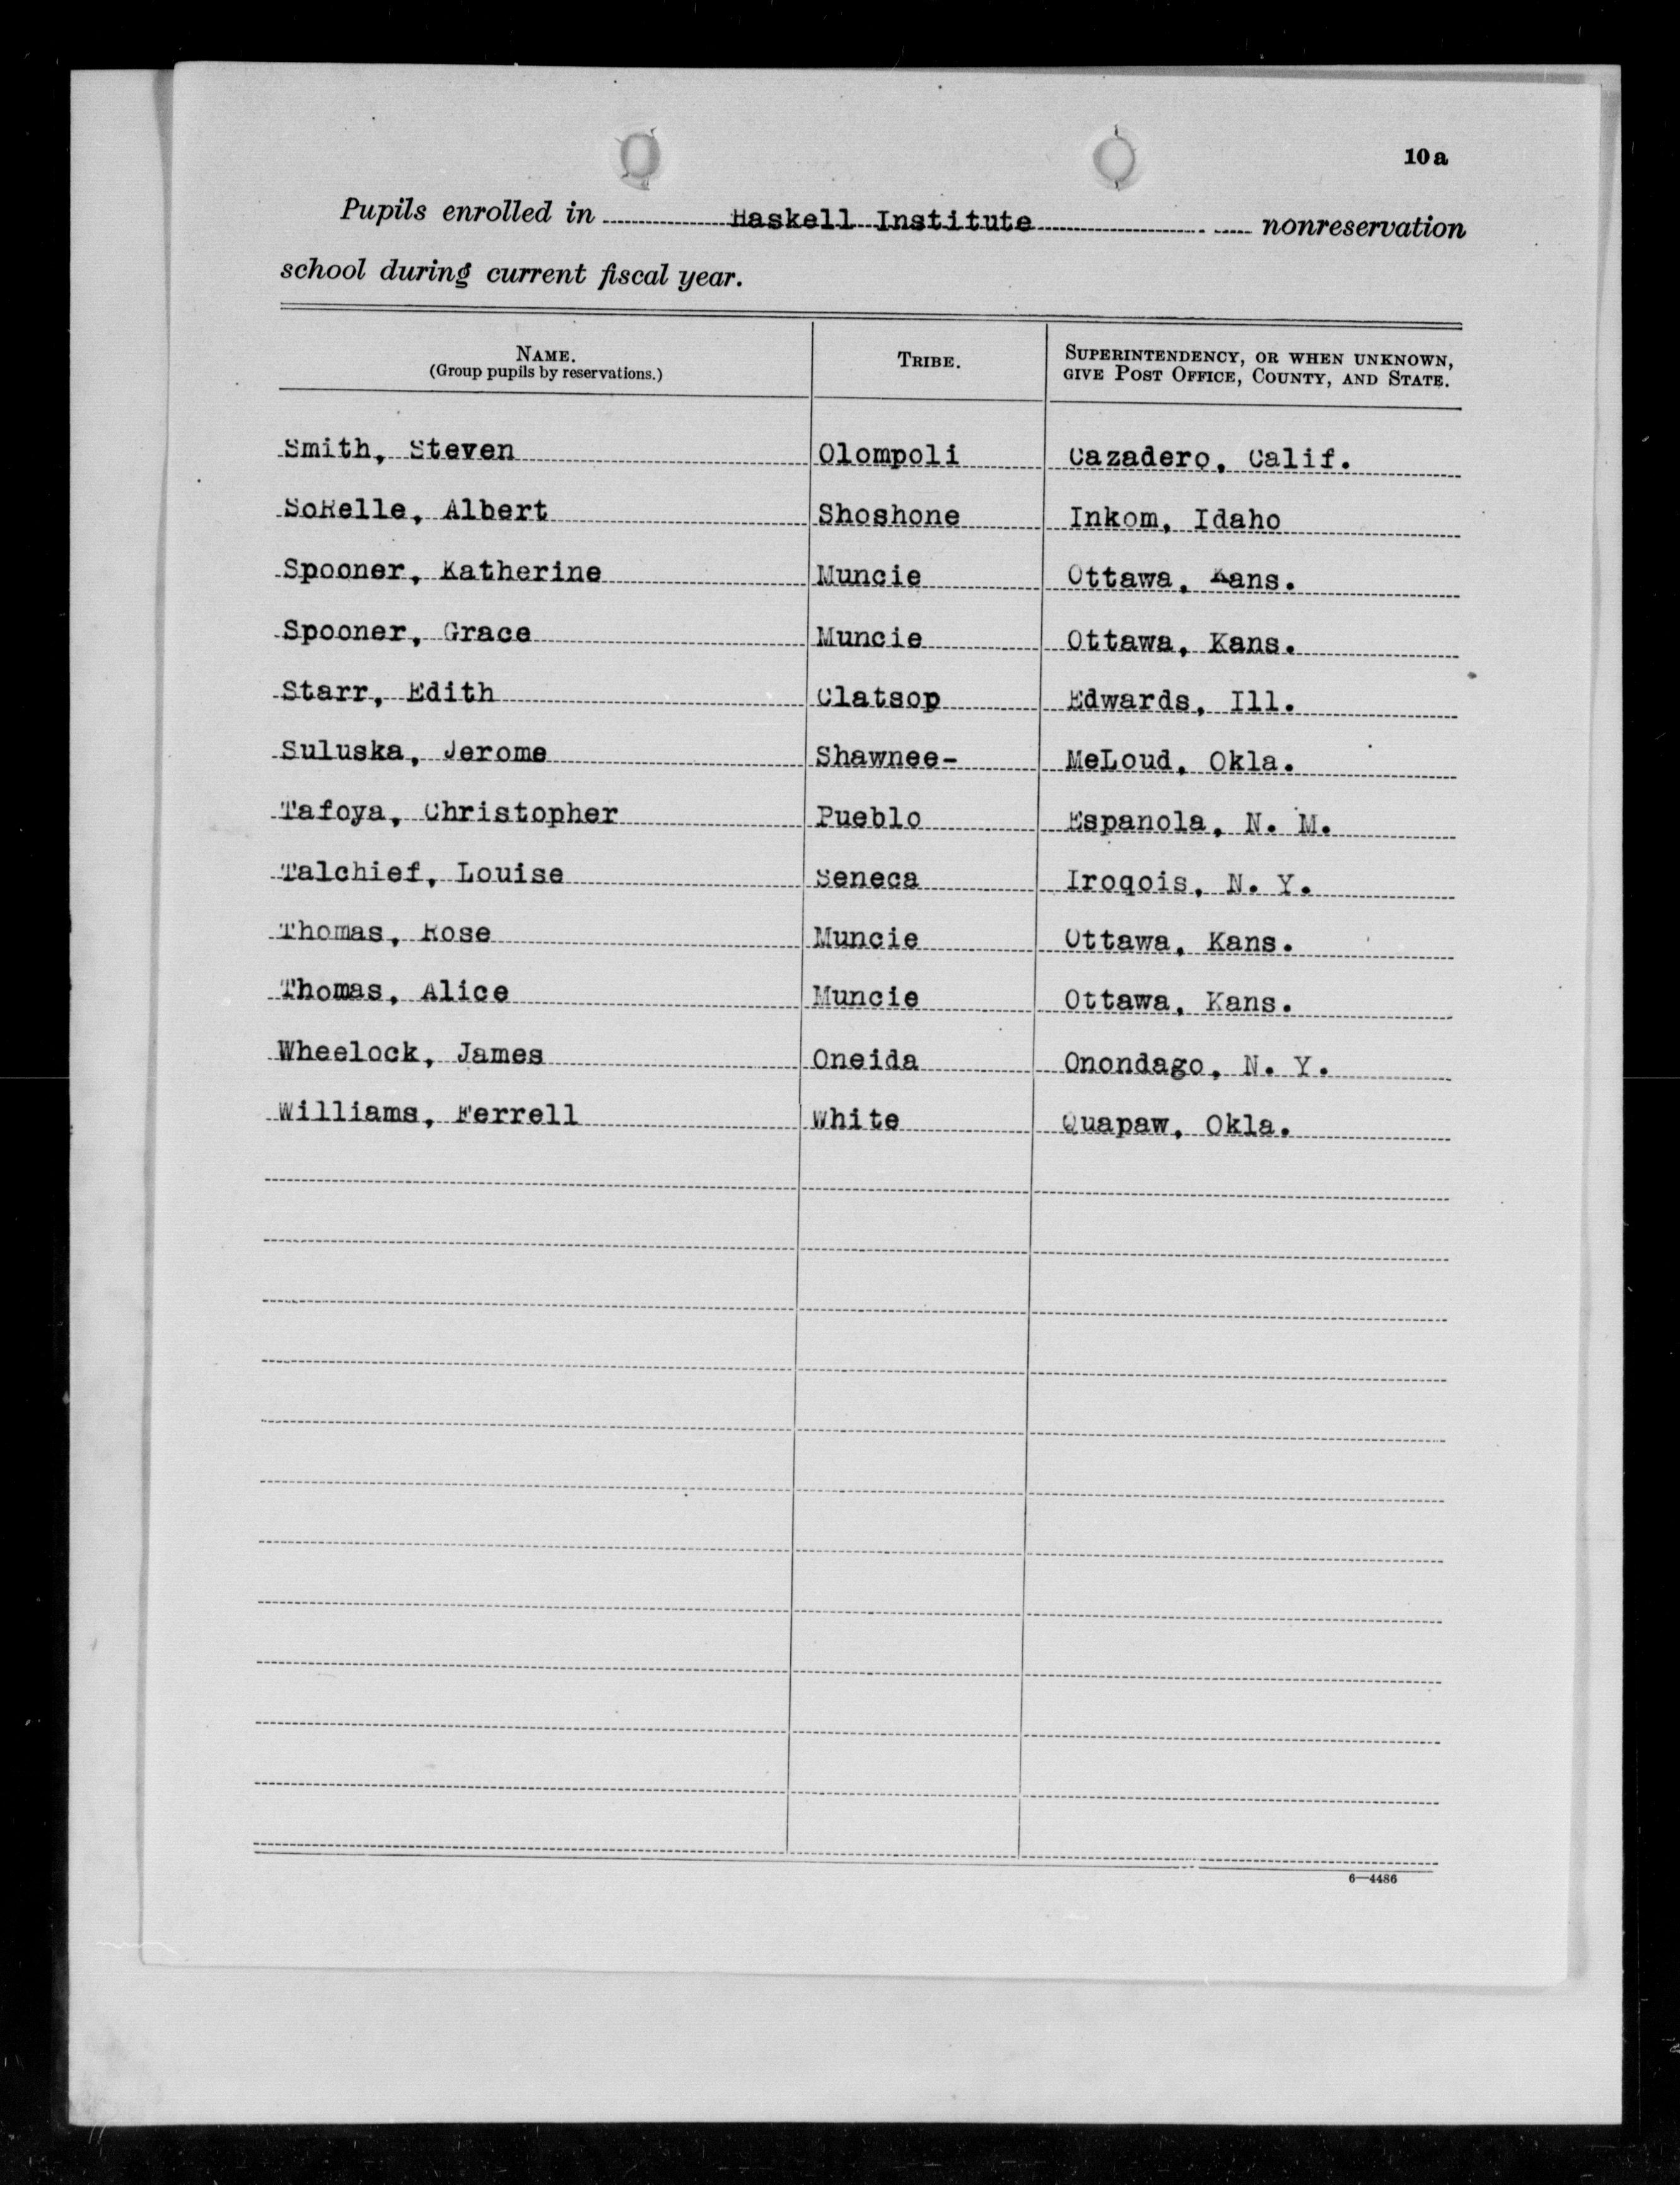 10a
Pupils enrolled in Haskell Institute nonreservation
school during current fiscal year.
NAME.
(Group pupils by reservations.)
TRIBE.
SUPERINTENDENCY, OR WHEN UNKNOWN,
GIVE POST OFFICE, COUNTY, AND STATE.
Smith, Steven Olompoli Cazadero, Calif.
SoRelle, Albert Shoshone Inkom, Idaho
Spooner, Katherine Muncie Ottawa, Kans.
Spooner, Grace Muncie Ottawa, Kans.
Starr, Edith Clatsop Edwards, Ill.
Suluska, Jerome Shawnee- MeLoud, Okla.
Tafoya, Christopher Pueblo Espanola, N. M.
Talchief, Louise Seneca Iroqois, N. Y.
Thomas, Rose Muncie Ottawa, Kans.
Thomas, Alice Muncie Ottawa, Kans.
Wheelock, James Oneida Onondago, N. Y.
Williams, Ferrell White Quapaw, Okla.
6—4486